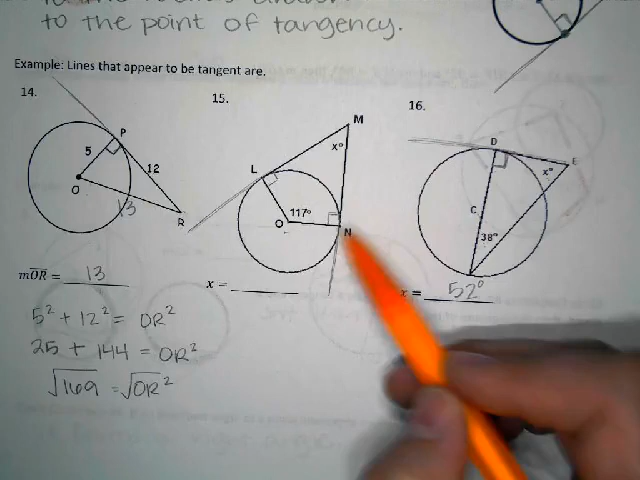 to the point of tangency.
Example: Lines that appear to be tangent are.
14.
15.
16.
P
5
12
O
13
R
M
x°
L
117°
O
N
D
E
x°
C
38°
mOR = 13
x =
x = 52°
5² + 12² = OR²
25 + 144 = OR²
√169 = √OR²